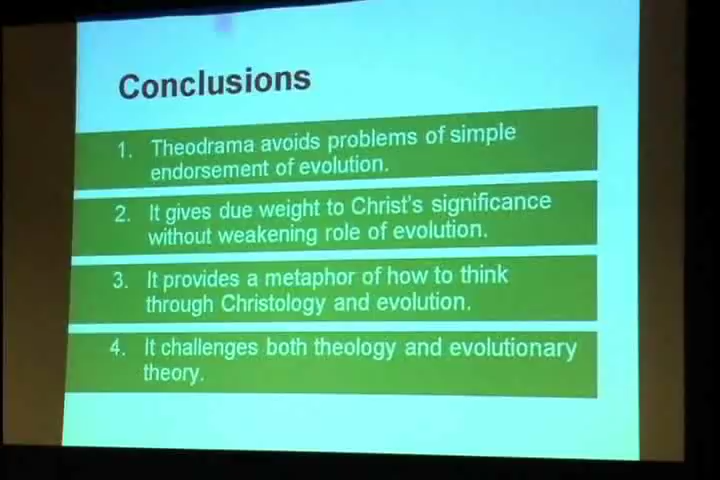 Conclusions
1. Theodrama avoids problems of simple
endorsement of evolution.
2. It gives due weight to Christ's significance
without weakening role of evolution.
3. It provides a metaphor of how to think
through Christology and evolution.
4. It challenges both theology and evolutionary
theory.